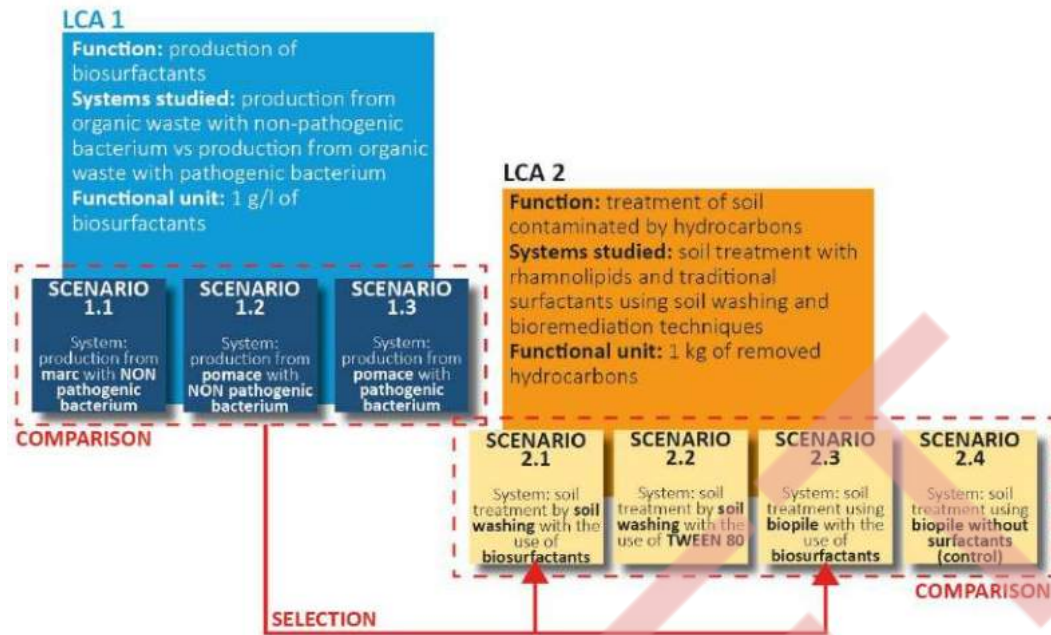 LCA 1
Function: production of
biosurfactants
Systems studied: production from
organic waste with non-pathogenic
bacterium vs production from organic
waste with pathogenic bacterium
Functional unit: 1 g/l of
biosurfactants
SCENARIO
1.1
System:
production from
marc with NON
pathogenic
bacterium
SCENARIO
1.2
System:
production from
pomace with
NON pathogenic
bacterium
SCENARIO
1.3
System:
production from
pomace with
pathogenic
bacterium
COMPARISON
LCA 2
Function: treatment of soil
contaminated by hydrocarbons
Systems studied: soil treatment with
rhamnolipids and traditional
surfactants using soil washing and
bioremediation techniques
Functional unit: 1 kg of removed
hydrocarbons
SCENARIO
2.1
System: soil
treatment by soil
washing with the
use of
biosurfactants
SCENARIO
2.2
System: soil
treatment by soil
washing with the
use of TWEEN 80
SCENARIO
2.3
System: soil
treatment using
biopile with the
use of
biosurfactants
SCENARIO
2.4
System: soil
treatment using
biopile without
surfactants
(control)
COMPARISON
SELECTION